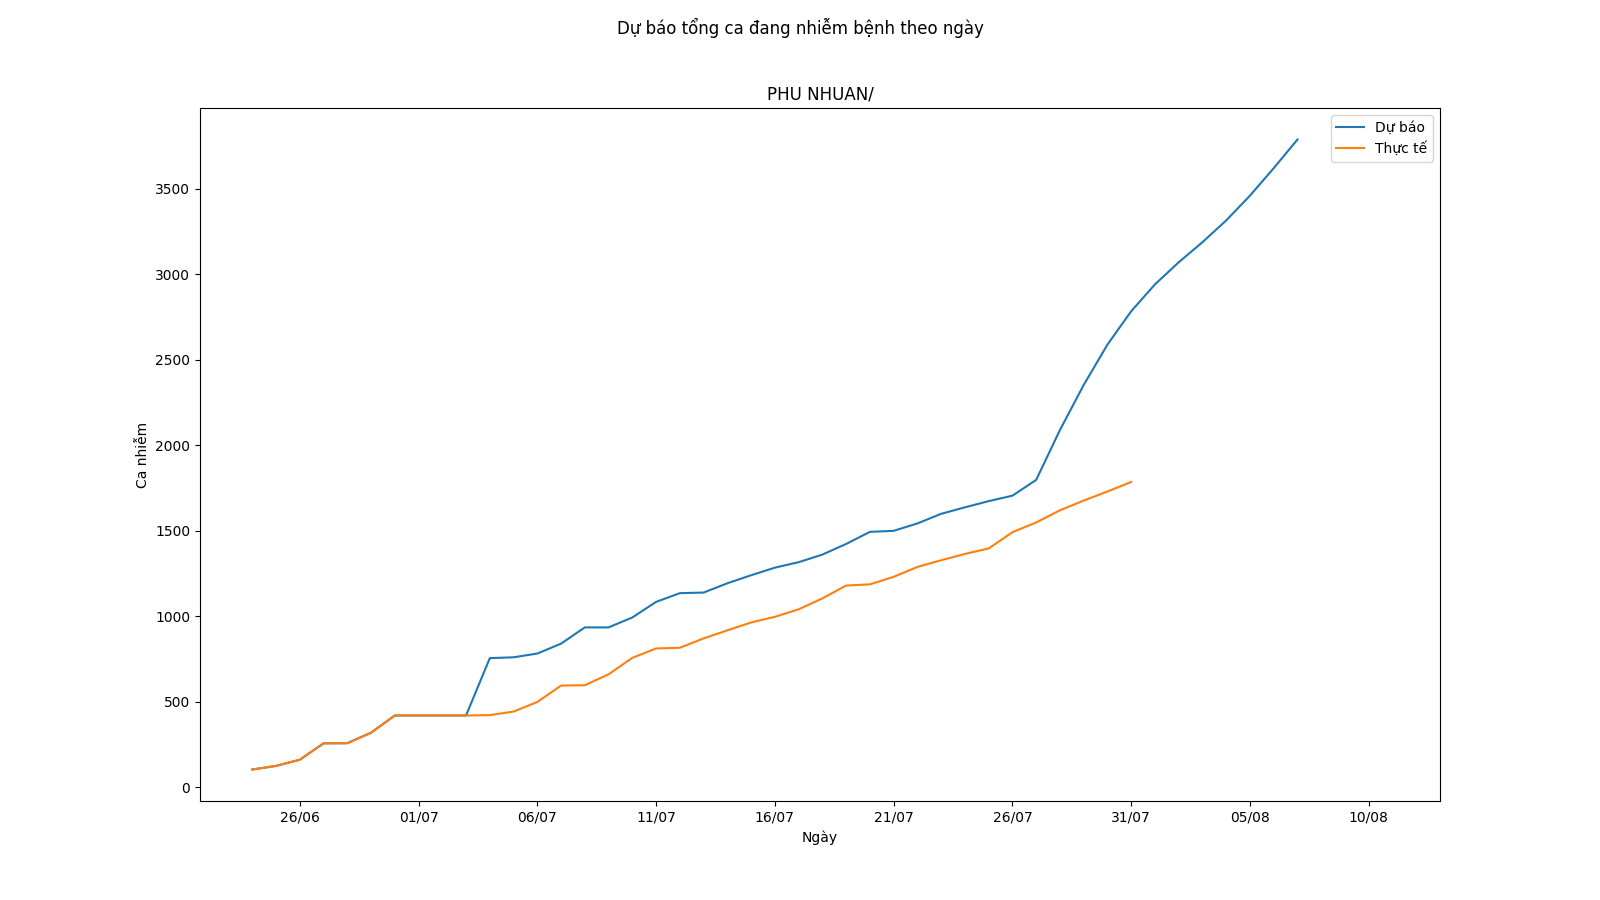 Dự báo tổng ca đang nhiễm bệnh theo ngày
PHU NHUAN/
Dự báo
Thực tế
3500
3000
2500
2000
1500
1000
500
0
Ca nhiễm
26/06 01/07 06/07 11/07 16/07 21/07 26/07 31/07 05/08 10/08
Ngày